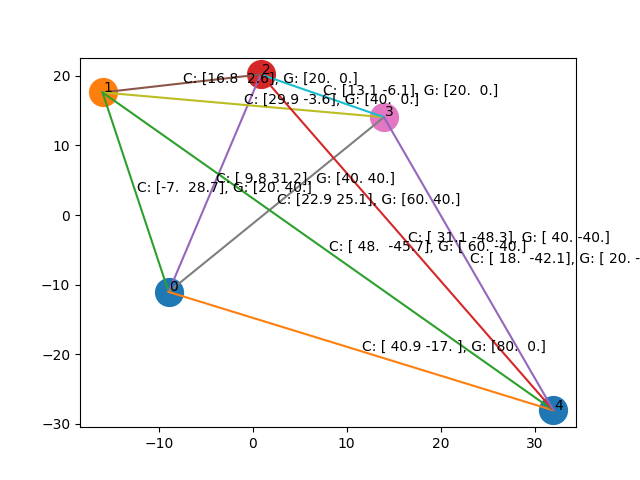 20
10
0
−10
−20
−30
−10
0
10
20
30
0
1
2
3
4
C: [16.8 2.6], G: [20. 0.]
C: [13.1 -6.1], G: [20. 0.]
C: [29.9 -3.6], G: [40. 0.]
C: [ 9.8 31.2], G: [40. 40.]
C: [-7. 28.7], G: [20. 40.]
C: [22.9 25.1], G: [60. 40.]
C: [ 31.1 -48.3], G: [ 40. -40.]
C: [ 48. -45.7], G: [ 60. -40.]
C: [ 18. -42.1], G: [ 20. -
C: [ 40.9 -17. ], G: [80. 0.]